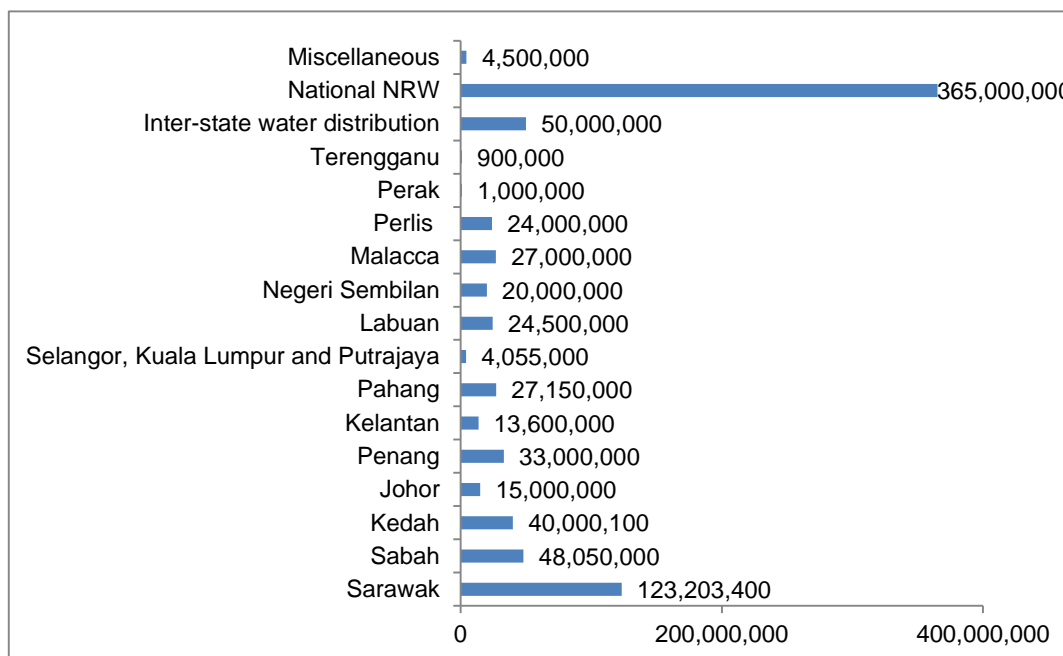 Miscellaneous 4,500,000
National NRW 365,000,000
Inter-state water distribution 50,000,000
Terengganu 900,000
Perak 1,000,000
Perlis 24,000,000
Malacca 27,000,000
Negeri Sembilan 20,000,000
Labuan 24,500,000
Selangor, Kuala Lumpur and Putrajaya 4,055,000
Pahang 27,150,000
Kelantan 13,600,000
Penang 33,000,000
Johor 15,000,000
Kedah 40,000,100
Sabah 48,050,000
Sarawak 123,203,400
0 200,000,000 400,000,000